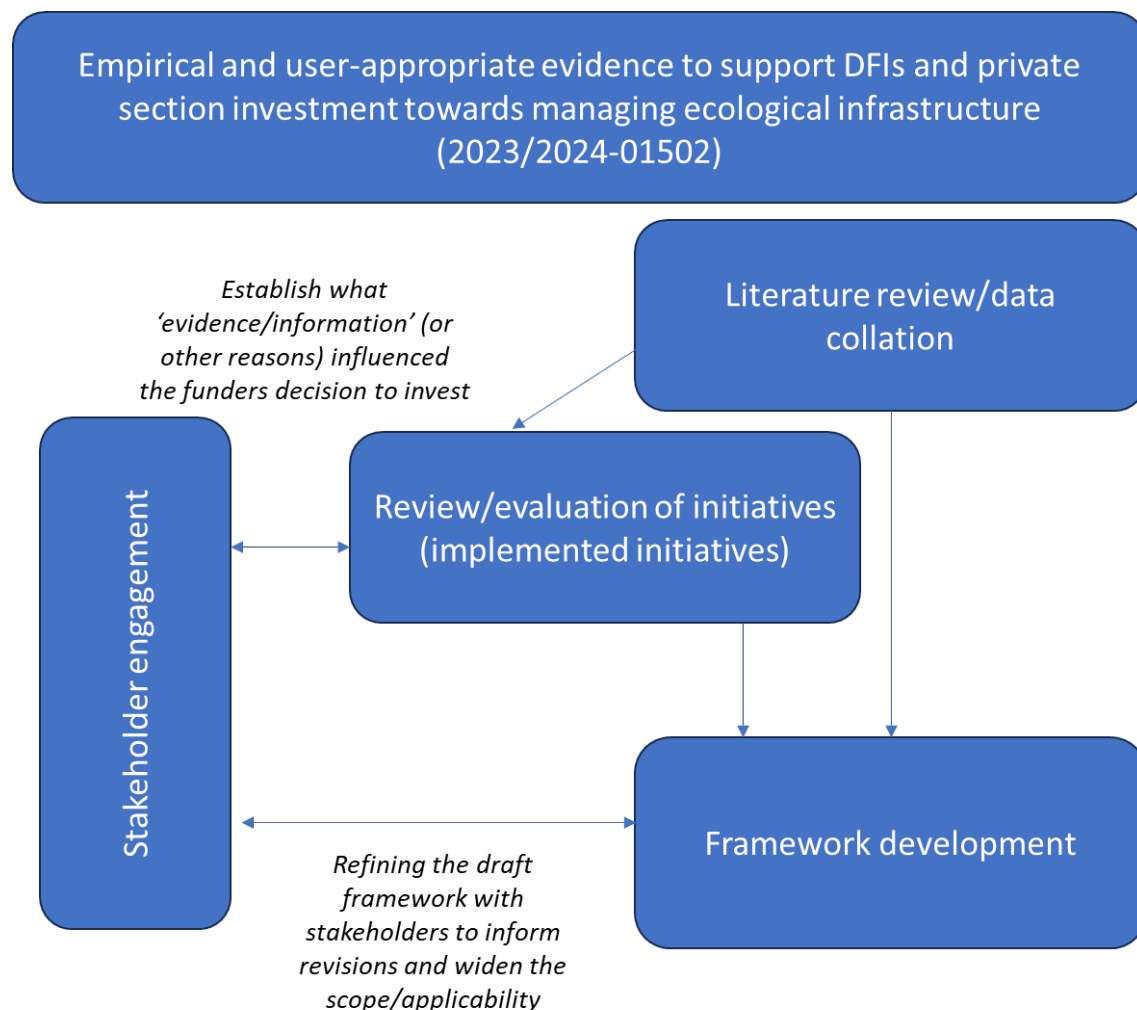 Empirical and user-appropriate evidence to support DFIs and private
section investment towards managing ecological infrastructure
(2023/2024-01502)
Literature review/data
collation
Establish what
‘evidence/information’ (or
other reasons) influenced
the funders decision to invest
Review/evaluation of initiatives
(implemented initiatives)
Stakeholder engagement
Framework development
Refining the draft
framework with
stakeholders to inform
revisions and widen the
scope/applicability